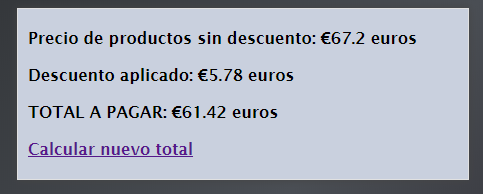 Precio de productos sin descuento: €67.2 euros
Descuento aplicado: €5.78 euros
TOTAL A PAGAR: €61.42 euros
Calcular nuevo total